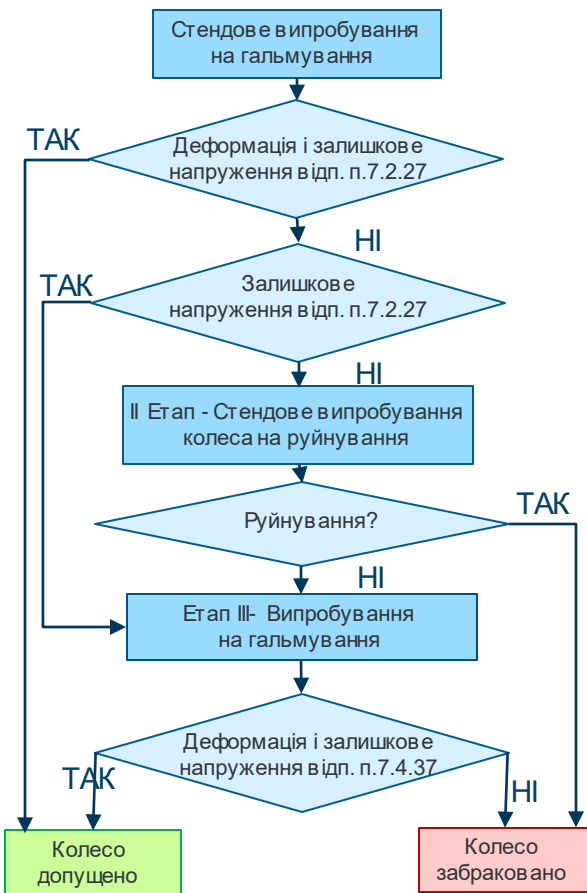 Стендове випробування
на гальмування
ТАК
Деформація і залишкове
напруження відп. п.7.2.27
НІ
ТАК
Залишкове
напруження відп. п.7.2.27
НІ
ІІ Етап - Стендове випробування
колеса на руйнування
Руйнування?
ТАК
НІ
Етап ІІІ- Випробування
на гальмування
Деформація і залишкове
напруження відп. п.7.4.37
ТАК
НІ
Колесо
допущено
Колесо
забраковано